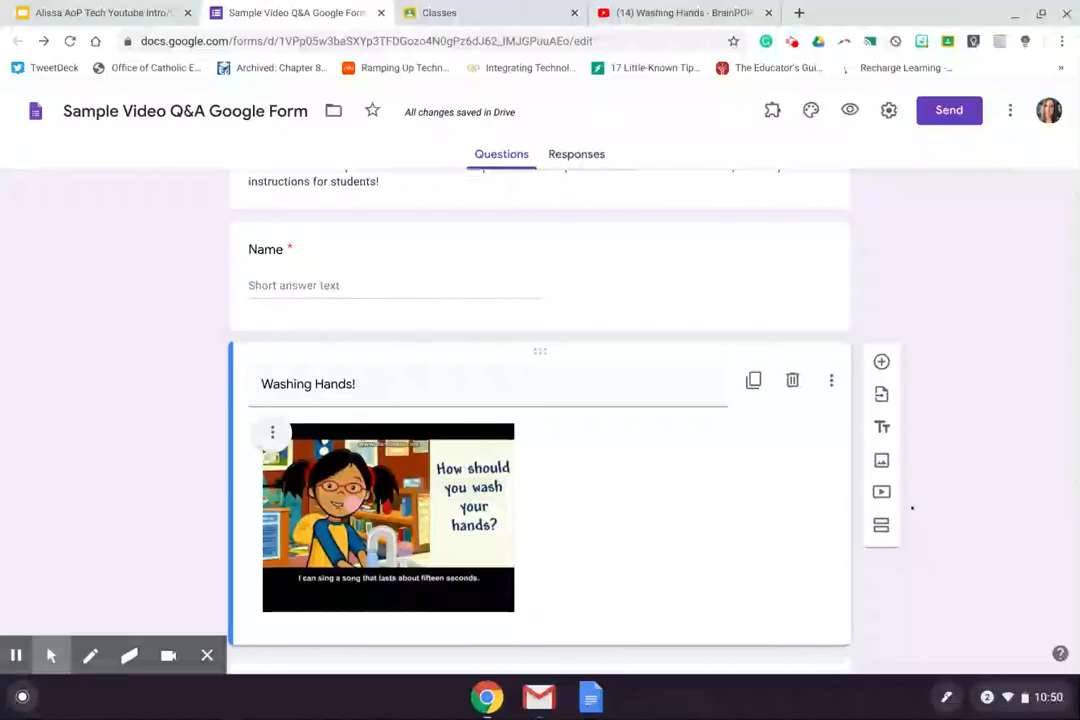 Alissa AoP Tech Youtube Intro/
Sample Video Q&A Google Form
Classes
(14) Washing Hands - BrainPOP
docs.google.com/forms/d/1VPp05w3baSXYp3TFDGozo4N0gPz6dJ62_IMJGPuuAEo/edit
TweetDeck
Office of Catholic E...
Archived: Chapter 8...
Ramping Up Techn...
Integrating Technol...
17 Little-Known Tip...
The Educator's Gui...
Recharge Learning -...
»
Sample Video Q&A Google Form
All changes saved in Drive
Send
Questions
Responses
instructions for students!
Name *
Short answer text
Washing Hands!
How should
you wash
your
hands?
I can sing a song that lasts about fifteen seconds.
2
10:50